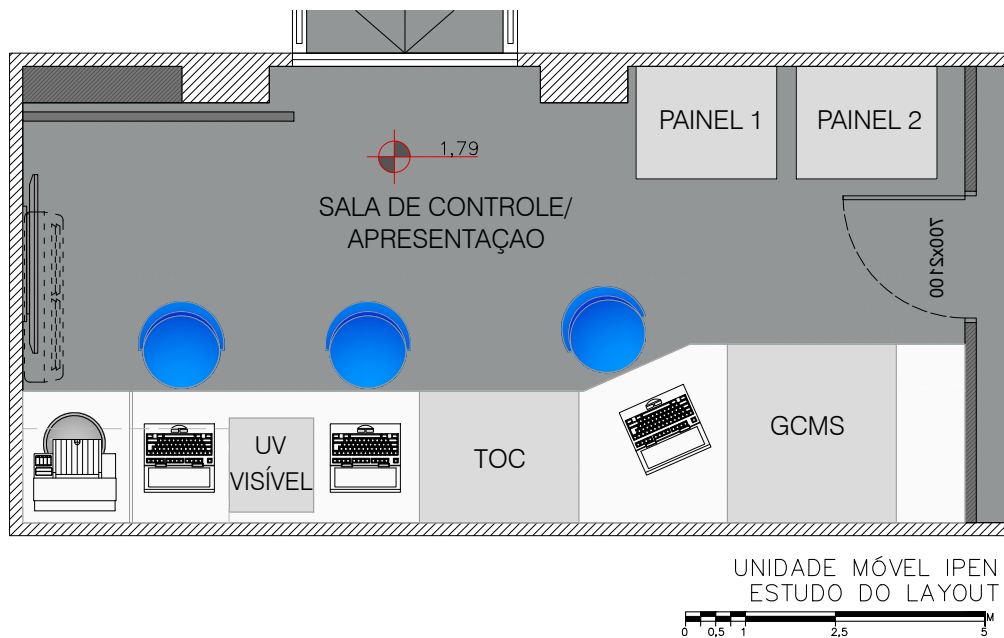 PAINEL 1
PAINEL 2
1,79
SALA DE CONTROLE/
APRESENTAÇAO
700x2100
UV
VISÍVEL
TOC
GCMS
UNIDADE MÓVEL IPEN
ESTUDO DO LAYOUT
M
0 0,5 1 2,5 5